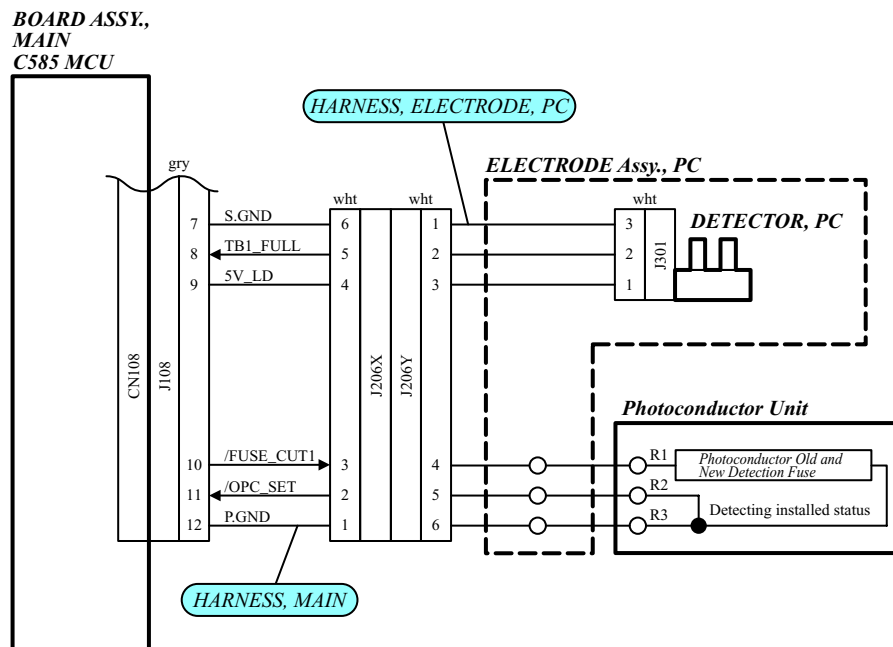 BOARD ASSY.,
MAIN
C585 MCU
HARNESS, ELECTRODE, PC
ELECTRODE Assy., PC
gry
wht
wht
wht
DETECTOR, PC
7
S.GND
6
1
3
8
TB1_FULL
5
2
2
9
5V_LD
4
3
1
J301
CN108
J108
J206X
J206Y
Photoconductor Unit
10
/FUSE_CUT1
3
4
R1
Photoconductor Old and
New Detection Fuse
11
/OPC_SET
2
5
R2
Detecting installed status
12
P.GND
1
6
R3
HARNESS, MAIN